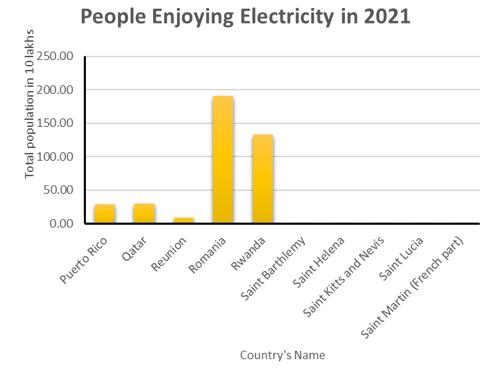 People Enjoying Electricity in 2021
Total population in 10 lakhs
250.00
200.00
150.00
100.00
50.00
0.00
Puerto Rico
Qatar
Reunion
Romania
Rwanda
Saint Barthlemy
Saint Helena
Saint Kitts and Nevis
Saint Lucia
Saint Martin (French part)
Country's Name